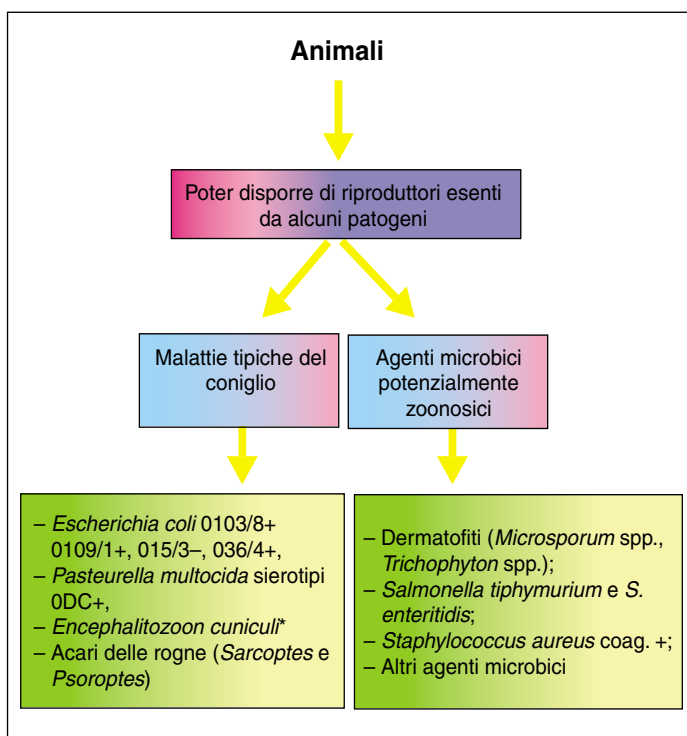 Animali
Poter disporre di riproduttori esenti
da alcuni patogeni
Malattie tipiche del
coniglio
Agenti microbici
potenzialmente
zoonosici
– Escherichia coli 0103/8+
0109/1+, 015/3–, 036/4+,
– Pasteurella multocida sierotipi
0DC+,
– Encephalitozoon cuniculi*
– Acari delle rogne (Sarcoptes e
Psoroptes)
– Dermatofiti (Microsporum spp.,
Trichophyton spp.);
– Salmonella tiphymurium e S.
enteritidis;
– Staphylococcus aureus coag. +;
– Altri agenti microbici